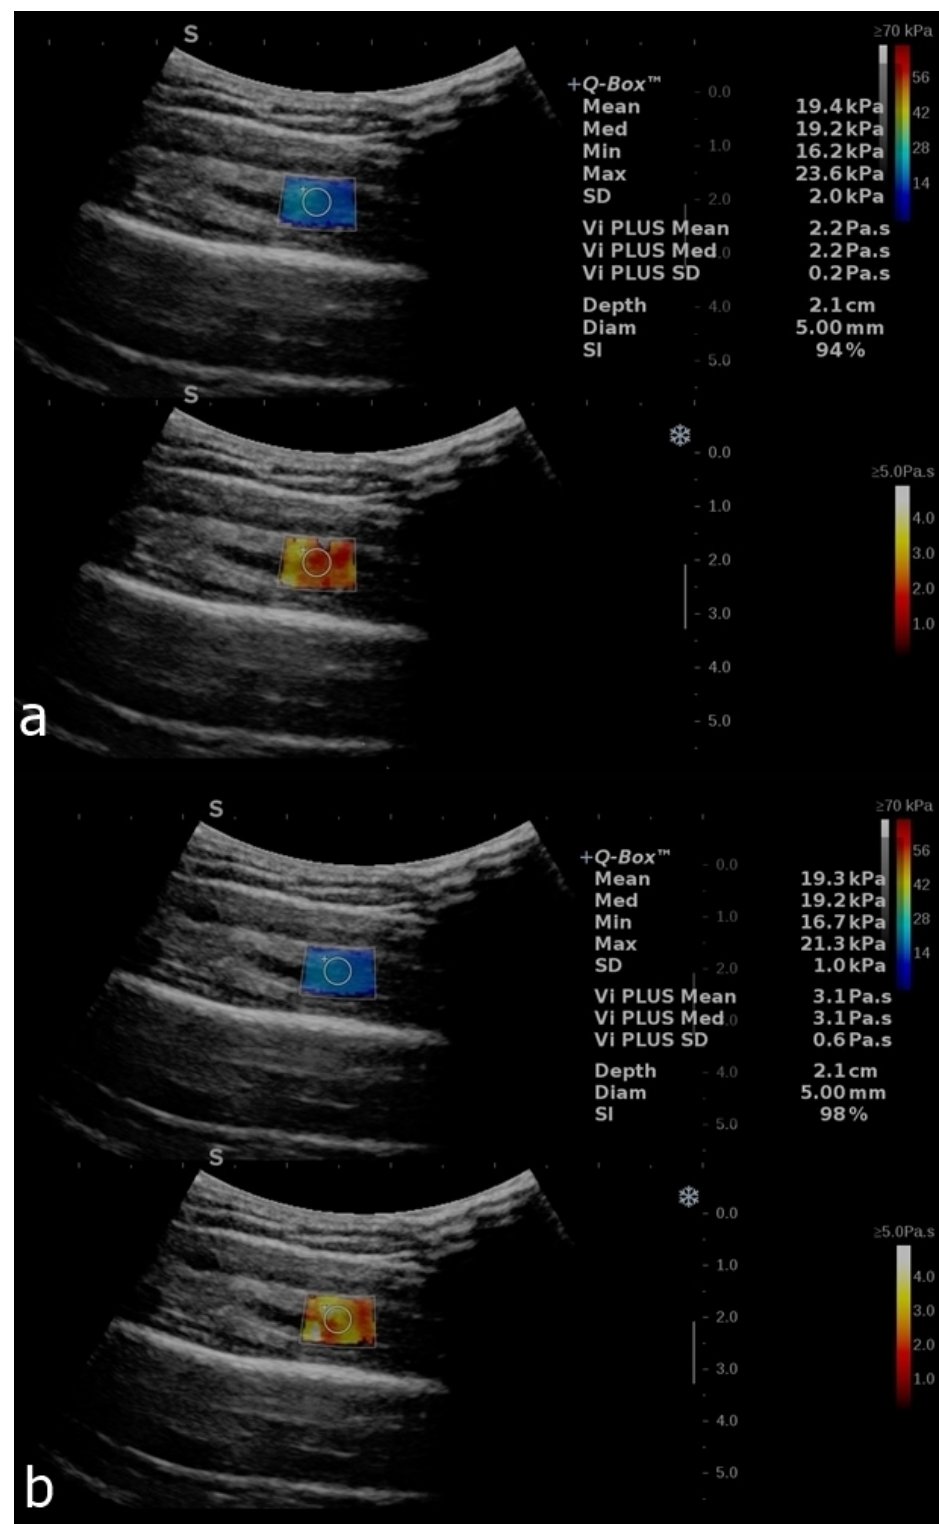 S
≥70 kPa
+Q-Box™
0.0
56
Mean 19.4 kPa
Med 19.2 kPa
42
1.0
Min 16.2 kPa
28
Max 23.6 kPa
14
SD 2.0 kPa
2.0
Vi PLUS Mean 2.2 Pa.s
Vi PLUS Med 2.2 Pa.s
.0
Vi PLUS SD 0.2 Pa.s
Depth 2.1 cm
4.0
Diam 5.00 mm
SI 94 %
5.0
S
0.0
≥5.0Pa.s
1.0
4.0
2.0
3.0
2.0
3.0
1.0
4.0
a
5.0
S
≥70 kPa
+Q-Box™
0.0
56
Mean 19.3 kPa
Med 19.2 kPa
42
1.0
Min 16.7 kPa
28
Max 21.3 kPa
14
SD 1.0 kPa
2.0
Vi PLUS Mean 3.1 Pa.s
Vi PLUS Med 3.1 Pa.s
.0
Vi PLUS SD 0.6 Pa.s
Depth 2.1 cm
4.0
Diam 5.00 mm
SI 98 %
5.0
S
0.0
≥5.0Pa.s
1.0
4.0
2.0
3.0
2.0
3.0
1.0
4.0
5.0
b